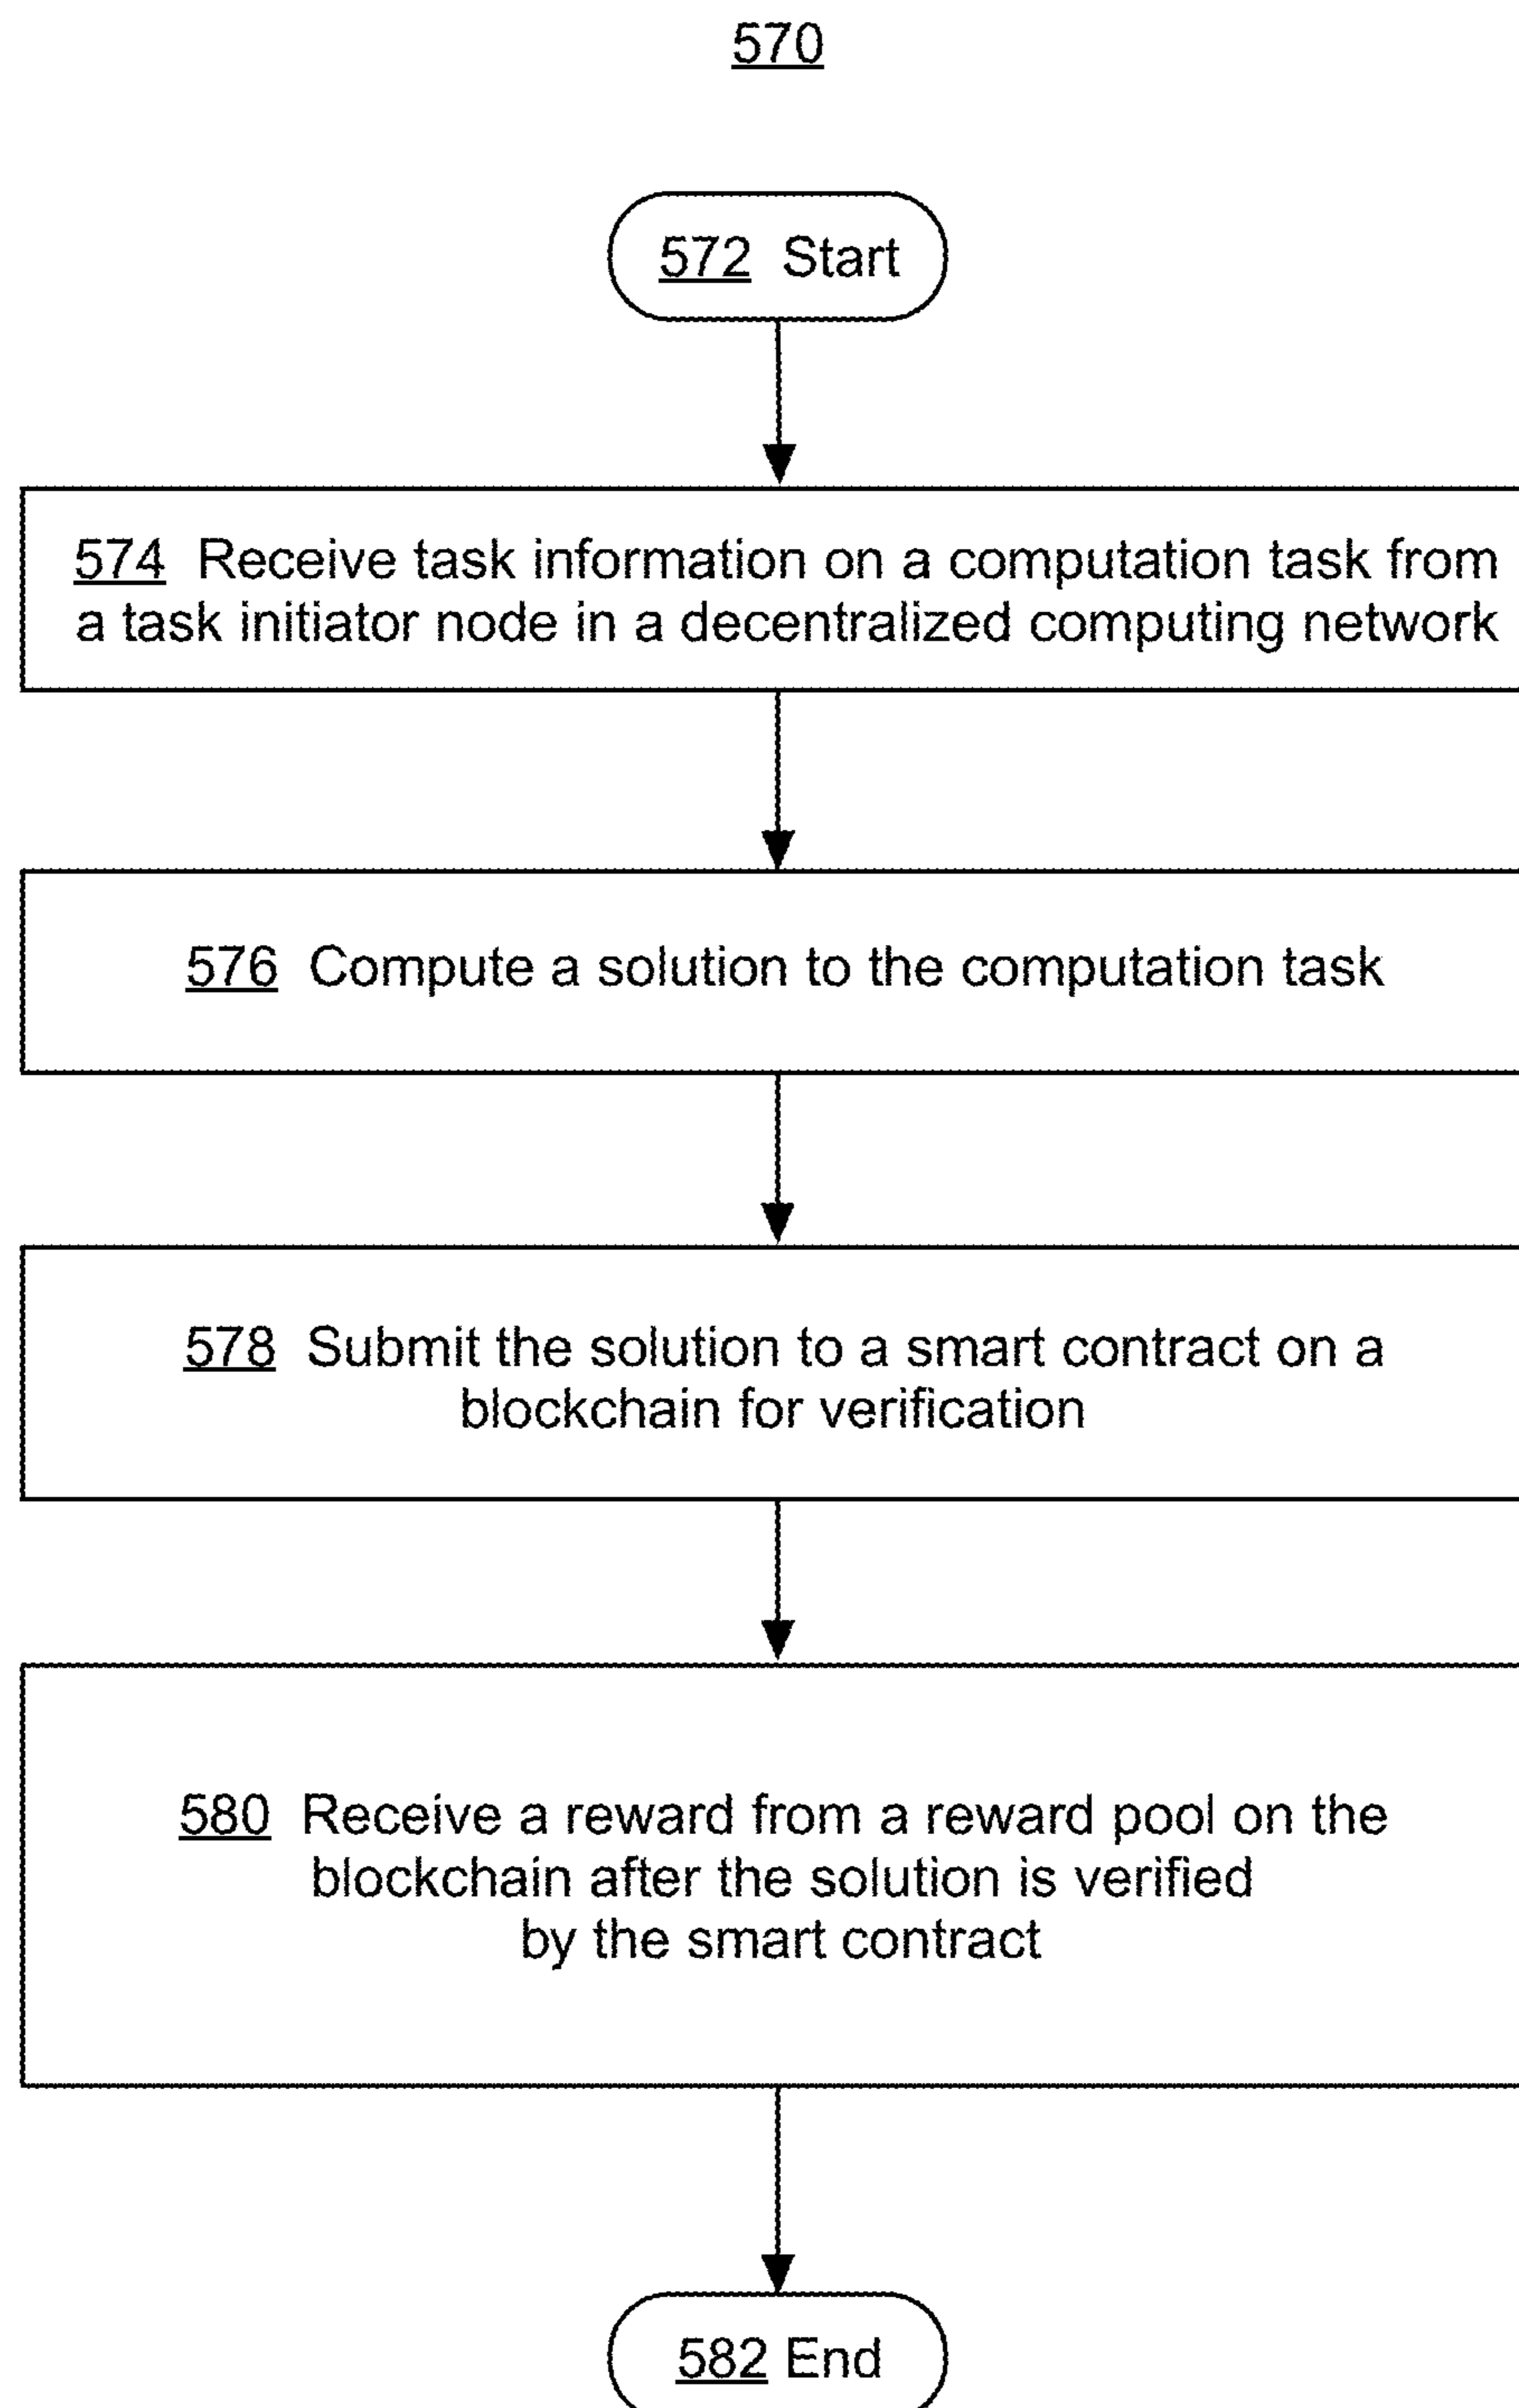 570
572 Start
574 Receive task information on a computation task from
a task initiator node in a decentralized computing network
576 Compute a solution to the computation task
578 Submit the solution to a smart contract on a
blockchain for verification
580 Receive a reward from a reward pool on the
blockchain after the solution is verified
by the smart contract
582 End